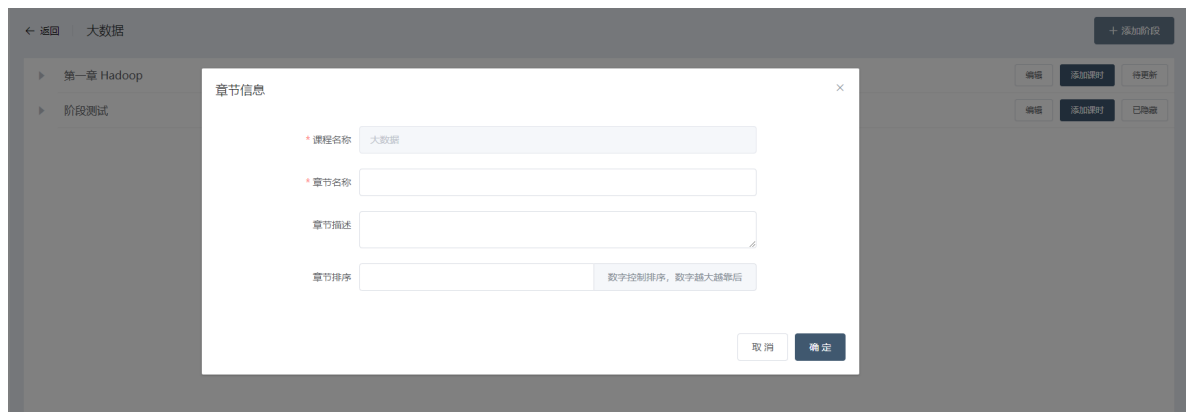 ← 返回 大数据
+ 添加阶段
第一章 Hadoop
编辑 添加课时 待更新
阶段测试
编辑 添加课时 已隐藏
章节信息
* 课程名称 大数据
* 章节名称
章节描述
章节排序 数字控制排序，数字越大越靠后
取消 确定